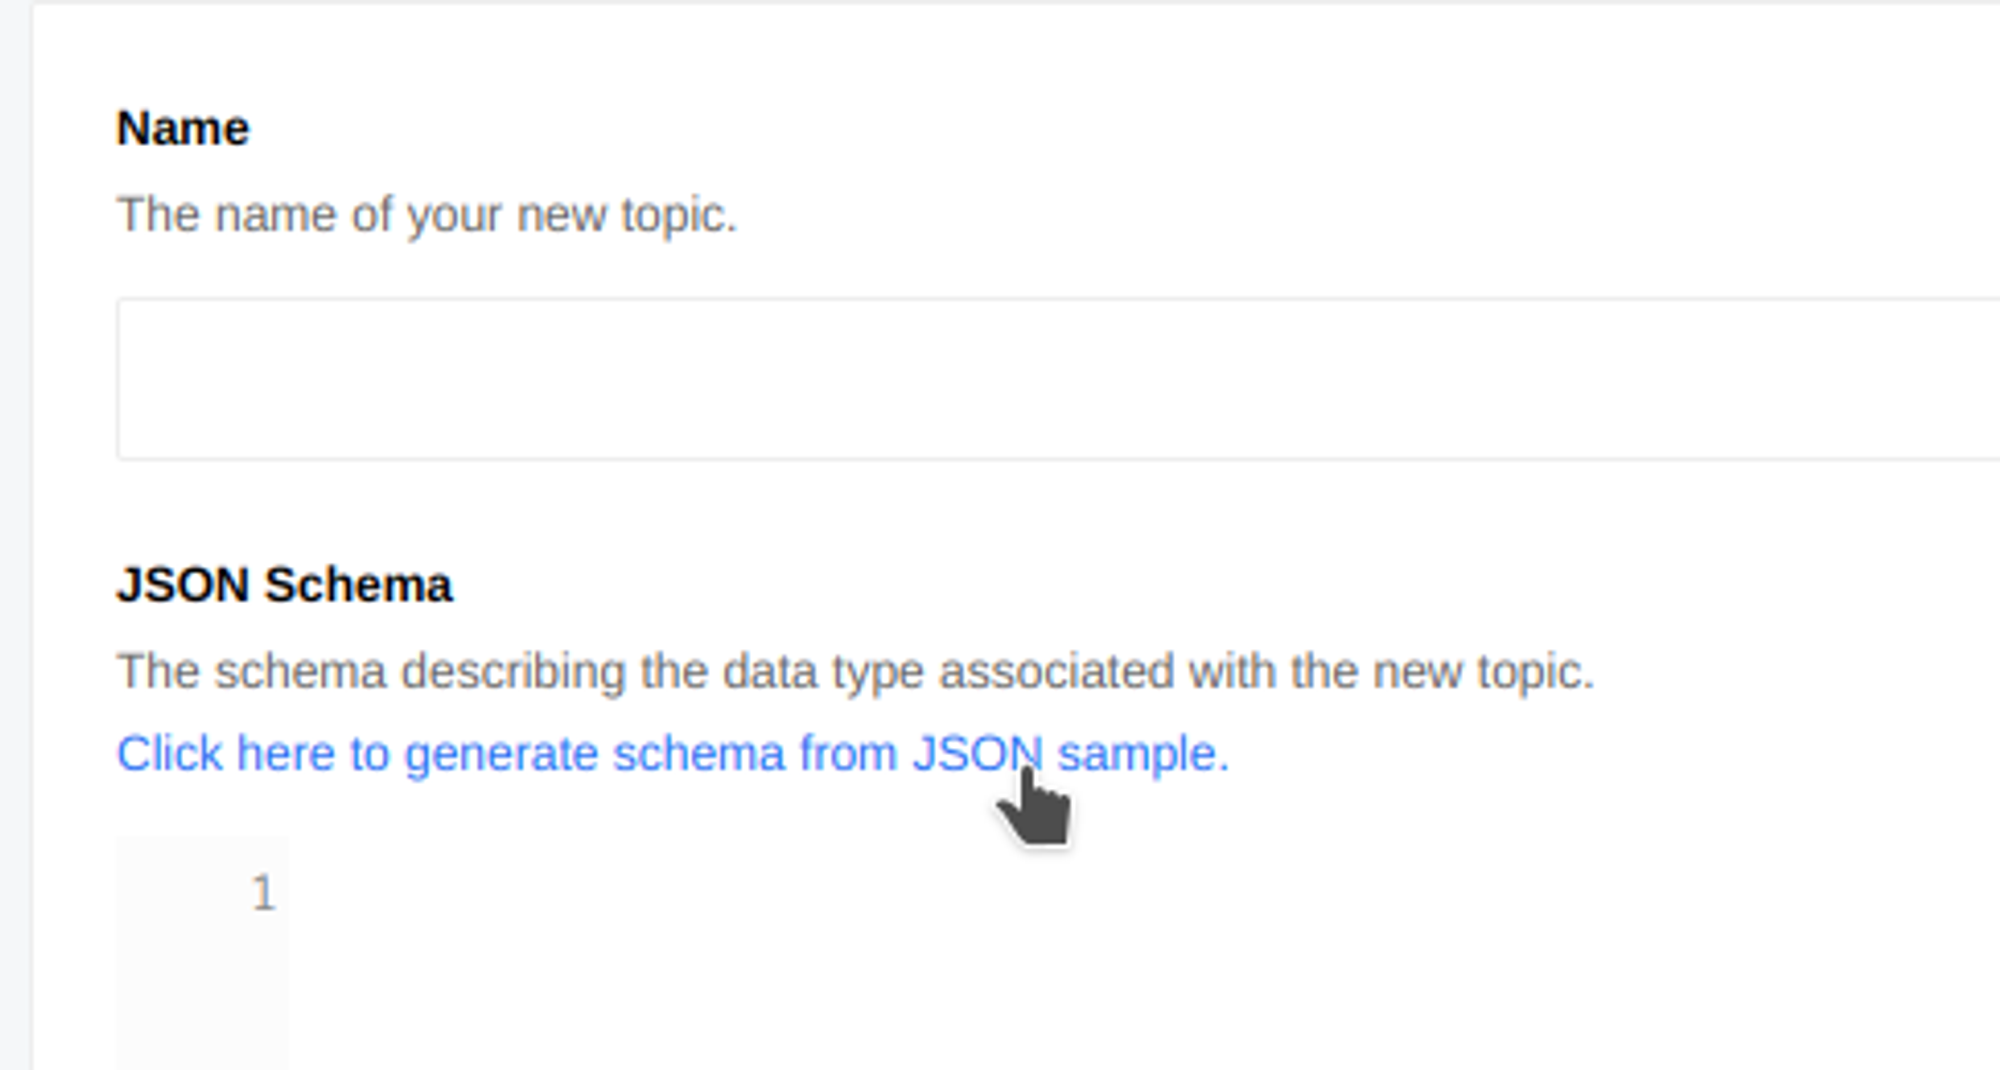 Name
The name of your new topic.
JSON Schema
The schema describing the data type associated with the new topic.
Click here to generate schema from JSON sample.
1